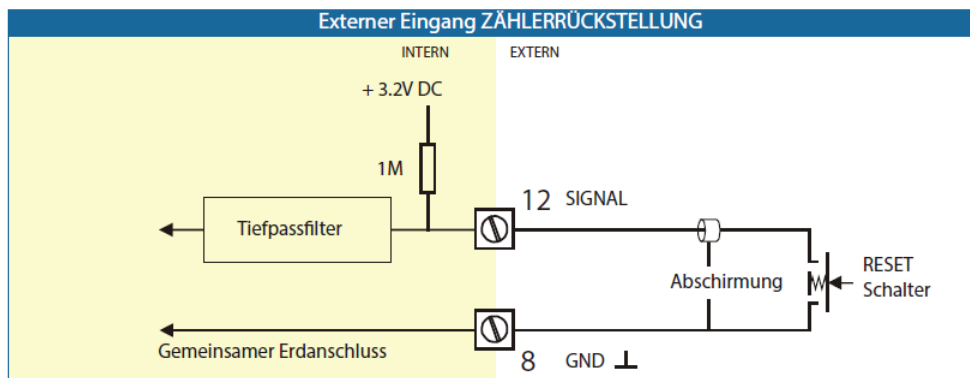 Externer Eingang ZÄHLERRÜCKSTELLUNG
INTERN EXTERN
+ 3.2V DC
1M
12 SIGNAL
Tiefpassfilter
Abschirmung
RESET
Schalter
Gemeinsamer Erdanschluss
8 GND